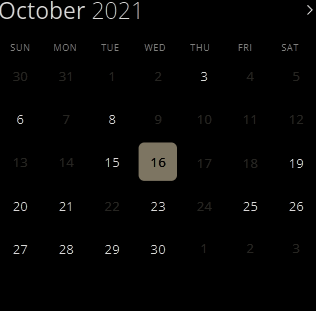 October 2021
SUN MON TUE WED THU FRI SAT
30 31 1 2 3 4 5
6 7 8 9 10 11 12
13 14 15 16 17 18 19
20 21 22 23 24 25 26
27 28 29 30 1 2 3